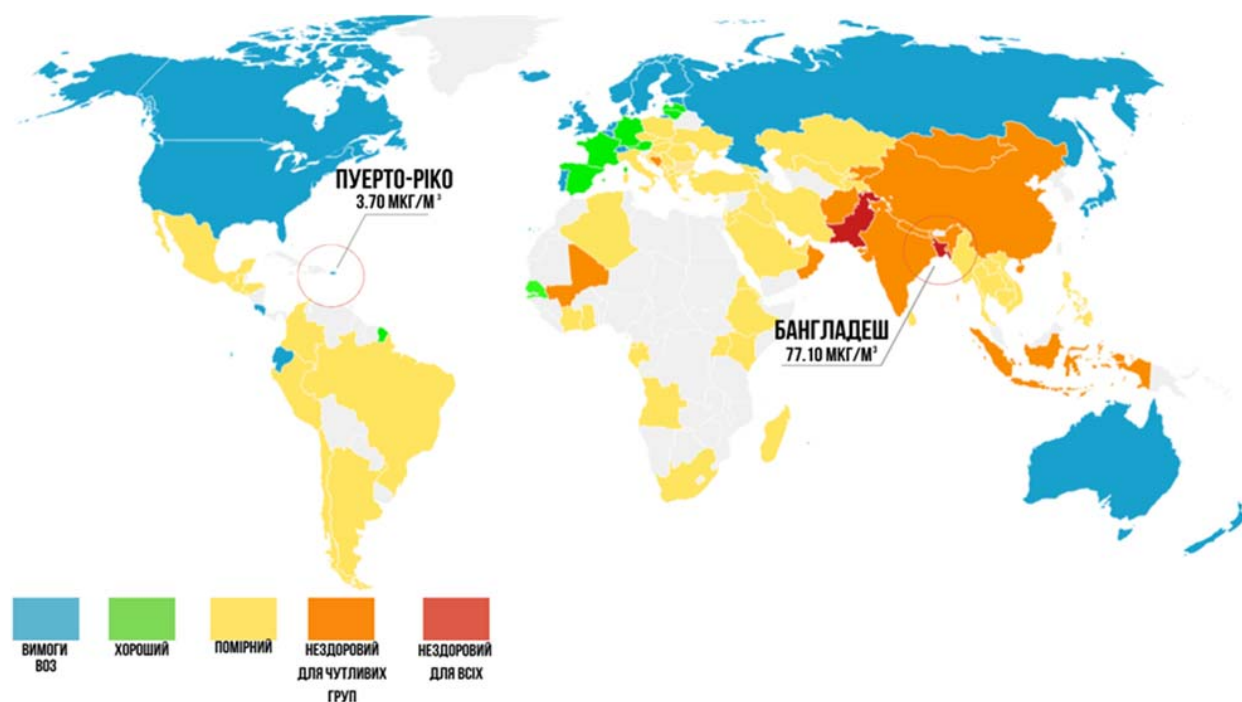 ПУЕРТО-РІКО
3.70 МКГ/М³
БАНГЛАДЕШ
77.10 МКГ/М³
ВИМОГИ
ВОЗ
ХОРОШИЙ
ПОМІРНИЙ
НЕЗДОРОВИЙ
ДЛЯ ЧУТЛИВИХ
ГРУП
НЕЗДОРОВИЙ
ДЛЯ ВСІХ